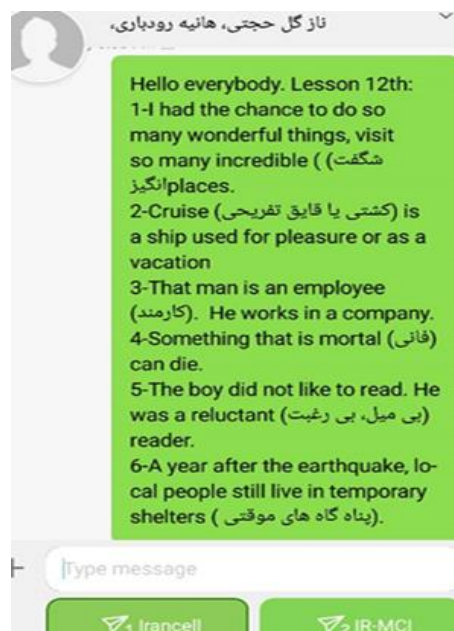 ناز گل حجتی، هانیه رودباری،
Hello everybody. Lesson 12th:
1-I had the chance to do so
many wonderful things, visit
so many incredible ( (شگفت
انگیزplaces.
2-Cruise (کشتی یا قایق تفریحی) is
a ship used for pleasure or as a
vacation
3-That man is an employee
(کارمند). He works in a company.
4-Something that is mortal (فانی)
can die.
5-The boy did not like to read. He
was a reluctant (بی میل، بی رغبت)
reader.
6-A year after the earthquake, lo-
cal people still live in temporary
shelters ( پناه گاه های موقتی).
Type message
1 Irancell
2 IR-MCI